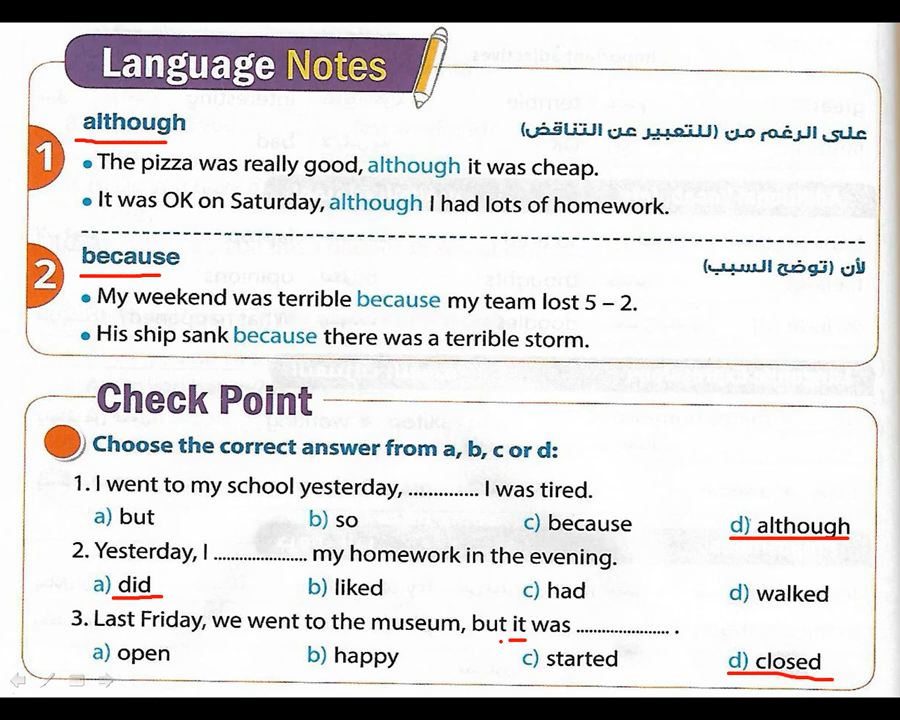 Language Notes
although
على الرغم من (للتعبير عن التناقض)
1
• The pizza was really good, although it was cheap.
• It was OK on Saturday, although I had lots of homework.
because
لأن (توضح السبب)
2
• My weekend was terrible because my team lost 5 – 2.
• His ship sank because there was a terrible storm.
Check Point
Choose the correct answer from a, b, c or d:
1. I went to my school yesterday, .............. I was tired.
a) but b) so c) because d) although
2. Yesterday, I ................... my homework in the evening.
a) did b) liked c) had d) walked
3. Last Friday, we went to the museum, but it was ................... .
a) open b) happy c) started d) closed